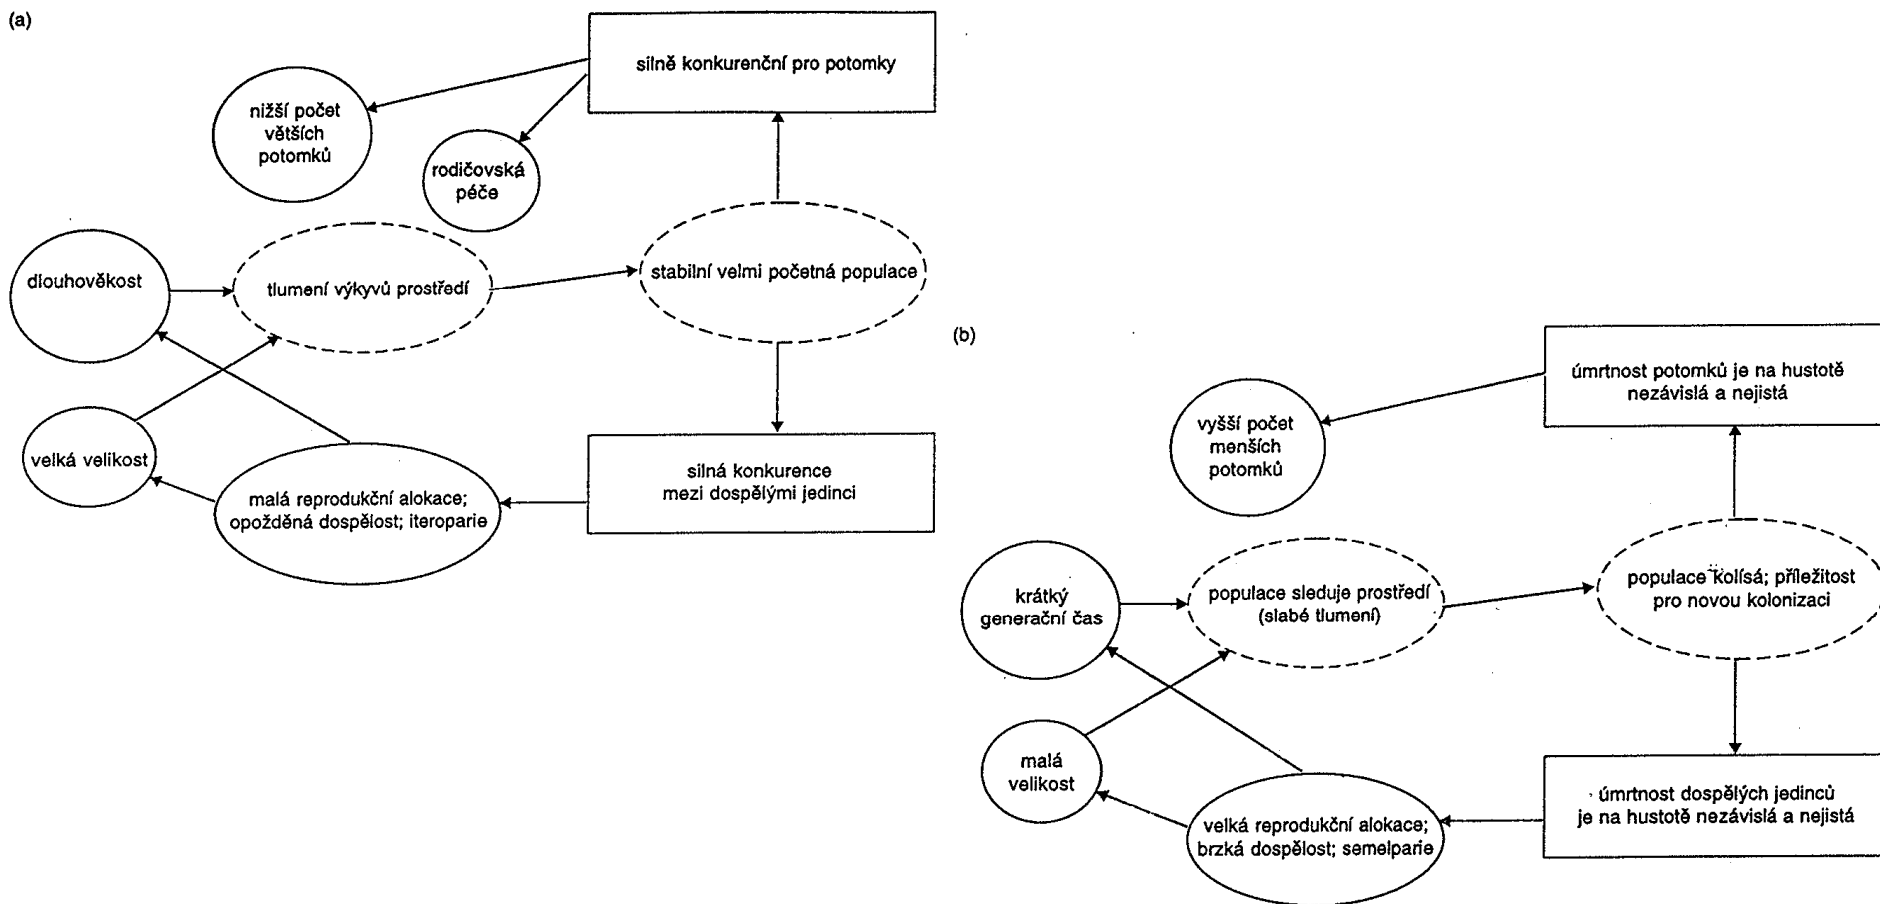 (a)
silně konkurenční pro potomky
nižší počet
větších
potomků
rodičovská
péče
dlouhověkost
tlumení výkyvů prostředí
stabilní velmi početná populace
velká velikost
malá reprodukční alokace;
opožděná dospělost; iteroparie
silná konkurence
mezi dospělými jedinci
(b)
úmrtnost potomků je na hustotě
nezávislá a nejistá
vyšší počet
menších
potomků
krátký
generační čas
populace sleduje prostředí
(slabé tlumení)
populace kolísá; příležitost
pro novou kolonizaci
malá
velikost
velká reprodukční alokace;
brzká dospělost; semelparie
úmrtnost dospělých jedinců
je na hustotě nezávislá a nejistá